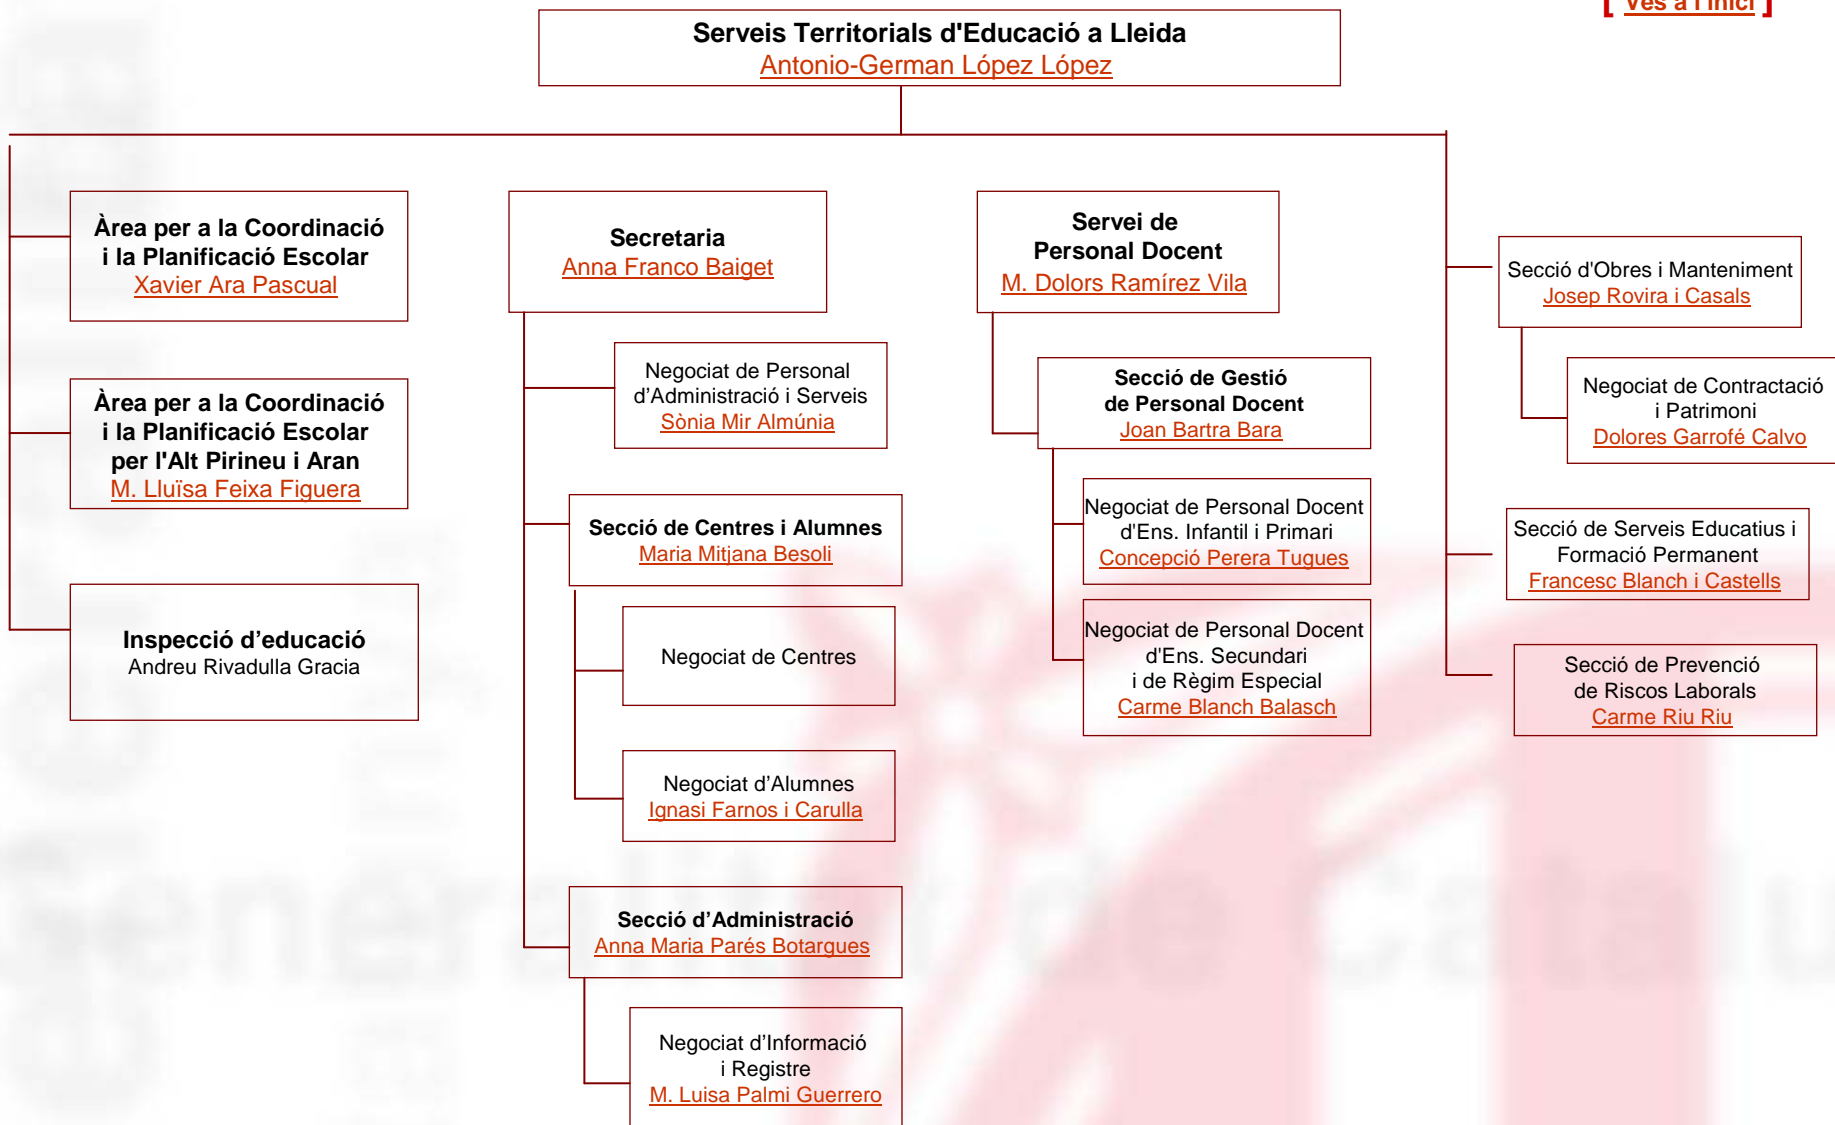 [ Ves a l'inici ]
Serveis Territorials d'Educació a Lleida
Antonio-German López López
Àrea per a la Coordinació
i la Planificació Escolar
Xavier Ara Pascual
Àrea per a la Coordinació
i la Planificació Escolar
per l'Alt Pirineu i Aran
M. Lluïsa Feixa Figuera
Inspecció d’educació
Andreu Rivadulla Gracia
Secretaria
Anna Franco Baiget
Negociat de Personal
d’Administració i Serveis
Sònia Mir Almúnia
Secció de Centres i Alumnes
Maria Mitjana Besoli
Negociat de Centres
Negociat d’Alumnes
Ignasi Farnos i Carulla
Secció d’Administració
Anna Maria Parés Botargues
Negociat d’Informació
i Registre
M. Luisa Palmi Guerrero
Servei de
Personal Docent
M. Dolors Ramírez Vila
Secció de Gestió
de Personal Docent
Joan Bartra Bara
Negociat de Personal Docent
d'Ens. Infantil i Primari
Concepció Perera Tugues
Negociat de Personal Docent
d'Ens. Secundari
i de Règim Especial
Carme Blanch Balasch
Secció d'Obres i Manteniment
Josep Rovira i Casals
Negociat de Contractació
i Patrimoni
Dolores Garrofé Calvo
Secció de Serveis Educatius i
Formació Permanent
Francesc Blanch i Castells
Secció de Prevenció
de Riscos Laborals
Carme Riu Riu
Generalitat de Catalu